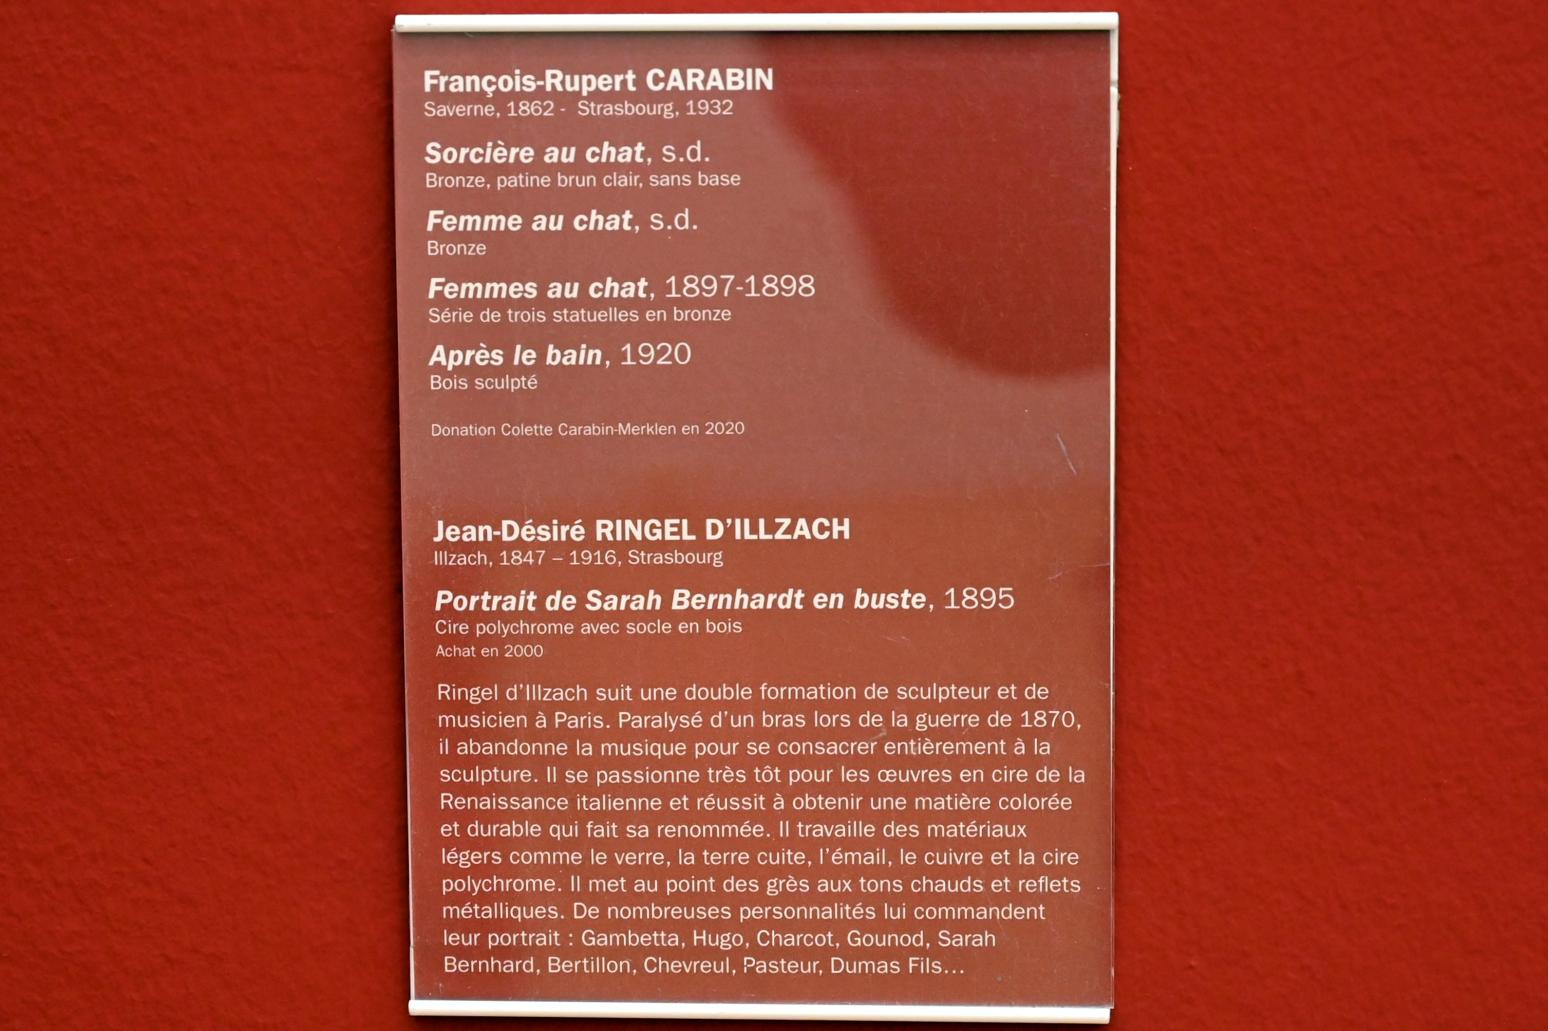 François-Rupert CARABIN
Saverne, 1862 - Strasbourg, 1932
Sorcière au chat, s.d.
Bronze, patine brun clair, sans base
Femme au chat, s.d.
Bronze
Femmes au chat, 1897-1898
Série de trois statuelles en bronze
Après le bain, 1920
Bois sculpté
Donation Colette Carabin-Merklen en 2020
Jean-Désiré RINGEL D’ILLZACH
Illzach, 1847 – 1916, Strasbourg
Portrait de Sarah Bernhardt en buste, 1895
Cire polychrome avec socle en bois
Achat en 2000
Ringel d’Illzach suit une double formation de sculpteur et de
musicien à Paris. Paralysé d’un bras lors de la guerre de 1870,
il abandonne la musique pour se consacrer entièrement à la
sculpture. Il se passionne très tôt pour les œuvres en cire de la
Renaissance italienne et réussit à obtenir une matière colorée
et durable qui fait sa renommée. Il travaille des matériaux
légers comme le verre, la terre cuite, l’émail, le cuivre et la cire
polychrome. Il met au point des grès aux tons chauds et reflets
métalliques. De nombreuses personnalités lui commandent
leur portrait : Gambetta, Hugo, Charcot, Gounod, Sarah
Bernhard, Bertillon, Chevreul, Pasteur, Dumas Fils…